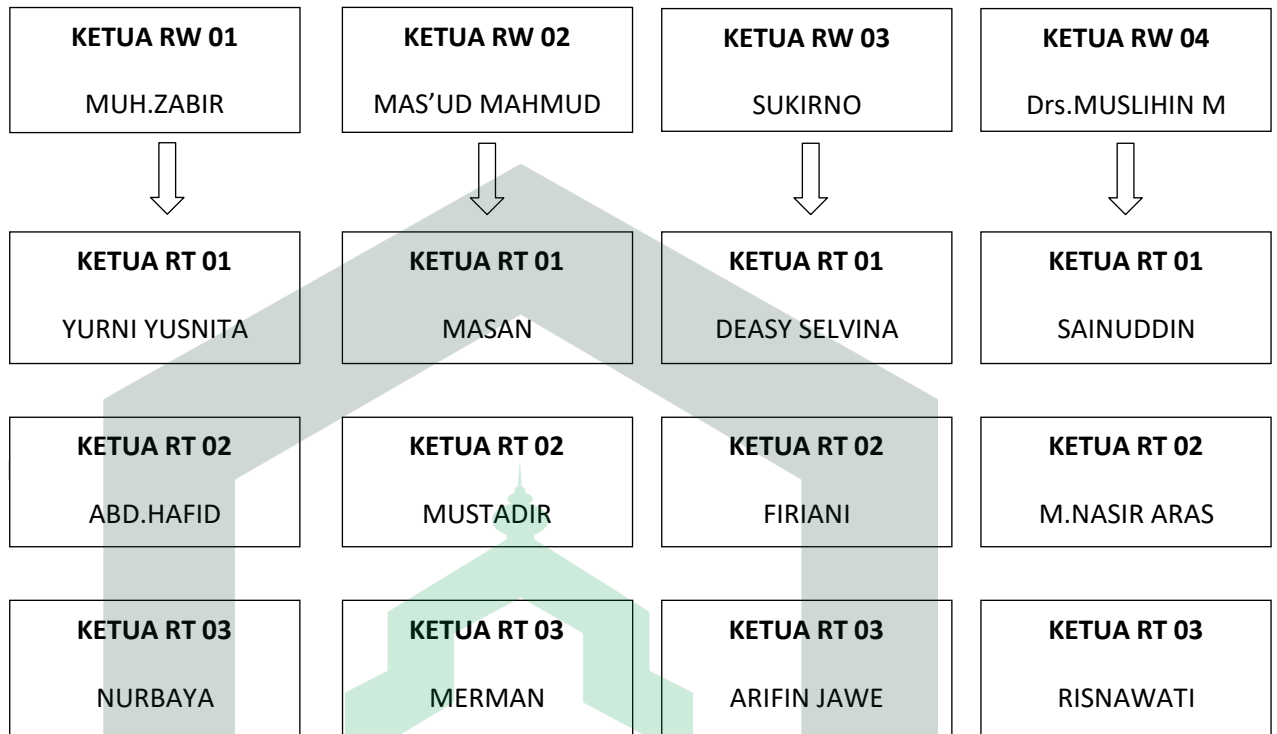 KETUA RW 01
MUH.ZABIR
KETUA RW 02
MAS’UD MAHMUD
KETUA RW 03
SUKIRNO
KETUA RW 04
Drs.MUSLIHIN M
KETUA RT 01
YURNI YUSNITA
KETUA RT 01
MASAN
KETUA RT 01
DEASY SELVINA
KETUA RT 01
SAINUDDIN
KETUA RT 02
ABD.HAFID
KETUA RT 02
MUSTADIR
KETUA RT 02
FIRIANI
KETUA RT 02
M.NASIR ARAS
KETUA RT 03
NURBAYA
KETUA RT 03
MERMAN
KETUA RT 03
ARIFIN JAWE
KETUA RT 03
RISNAWATI